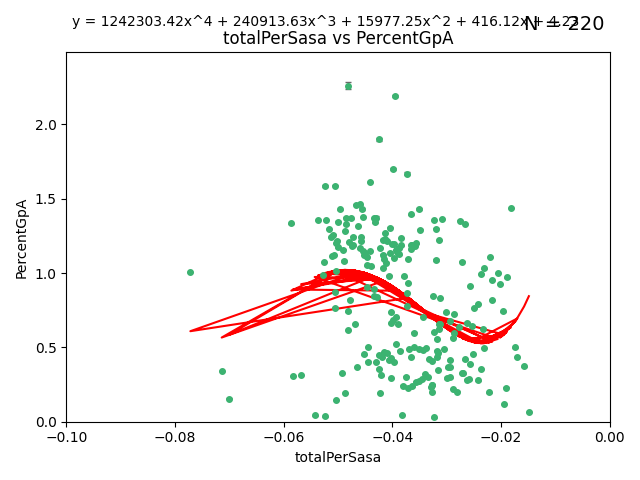 y = 1242303.42x^4 + 240913.63x^3 + 15977.25x^2 + 416.12x +
N = 220
totalPerSasa vs PercentGpA
PercentGpA
2.0
1.5
1.0
0.5
0.0
−0.10 −0.08 −0.06 −0.04 −0.02 0.00
totalPerSasa